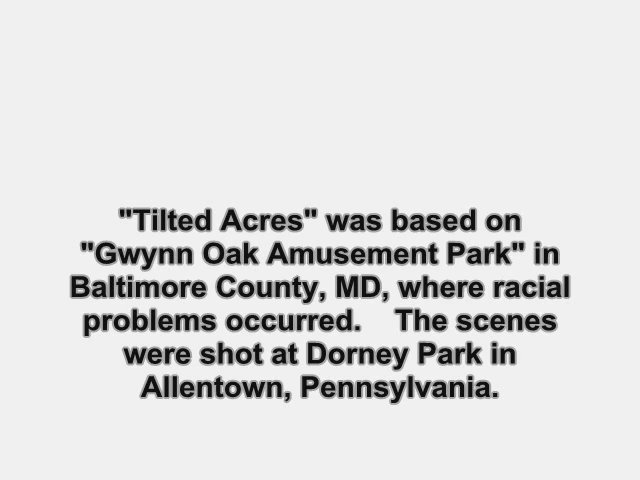 "Tilted Acres" was based on
"Gwynn Oak Amusement Park" in
Baltimore County, MD, where racial
problems occurred.    The scenes
were shot at Dorney Park in
Allentown, Pennsylvania.